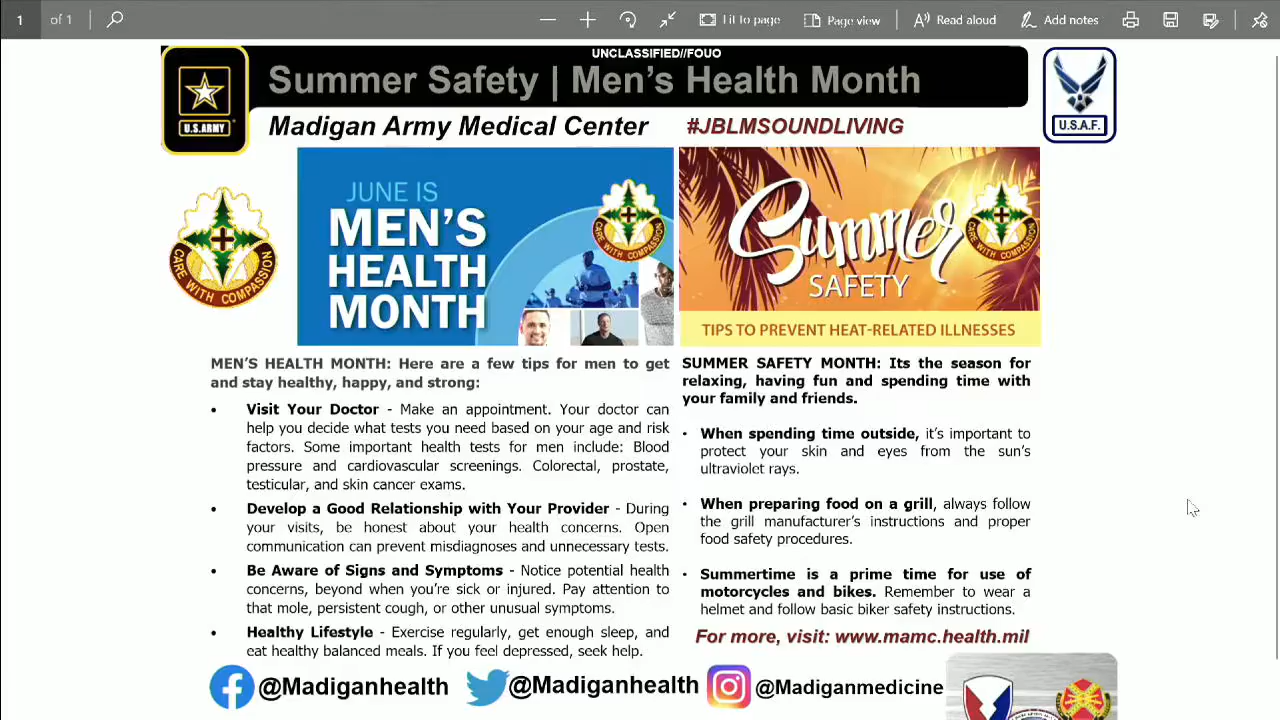 1 of 1
Fit to page
Page view
Read aloud
Add notes
UNCLASSIFIED//FOUO
Summer Safety | Men's Health Month
U.S.ARMY
Madigan Army Medical Center
#JBLMSOUNDLIVING
U.S.A.F.
CARE WITH COMPASSION
JUNE IS
MEN'S
HEALTH
MONTH
CARE WITH COMPASSION
Summer
SAFETY
CARE WITH COMPASSION
TIPS TO PREVENT HEAT-RELATED ILLNESSES
MEN'S HEALTH MONTH: Here are a few tips for men to get
and stay healthy, happy, and strong:
• Visit Your Doctor - Make an appointment. Your doctor can
help you decide what tests you need based on your age and risk
factors. Some important health tests for men include: Blood
pressure and cardiovascular screenings. Colorectal, prostate,
testicular, and skin cancer exams.
• Develop a Good Relationship with Your Provider - During
your visits, be honest about your health concerns. Open
communication can prevent misdiagnoses and unnecessary tests.
• Be Aware of Signs and Symptoms - Notice potential health
concerns, beyond when you're sick or injured. Pay attention to
that mole, persistent cough, or other unusual symptoms.
• Healthy Lifestyle - Exercise regularly, get enough sleep, and
eat healthy balanced meals. If you feel depressed, seek help.
SUMMER SAFETY MONTH: Its the season for
relaxing, having fun and spending time with
your family and friends.
• When spending time outside, it's important to
protect your skin and eyes from the sun's
ultraviolet rays.
• When preparing food on a grill, always follow
the grill manufacturer's instructions and proper
food safety procedures.
• Summertime is a prime time for use of
motorcycles and bikes. Remember to wear a
helmet and follow basic biker safety instructions.
For more, visit: www.mamc.health.mil
@Madiganhealth
@Madiganhealth
@Madiganmedicine